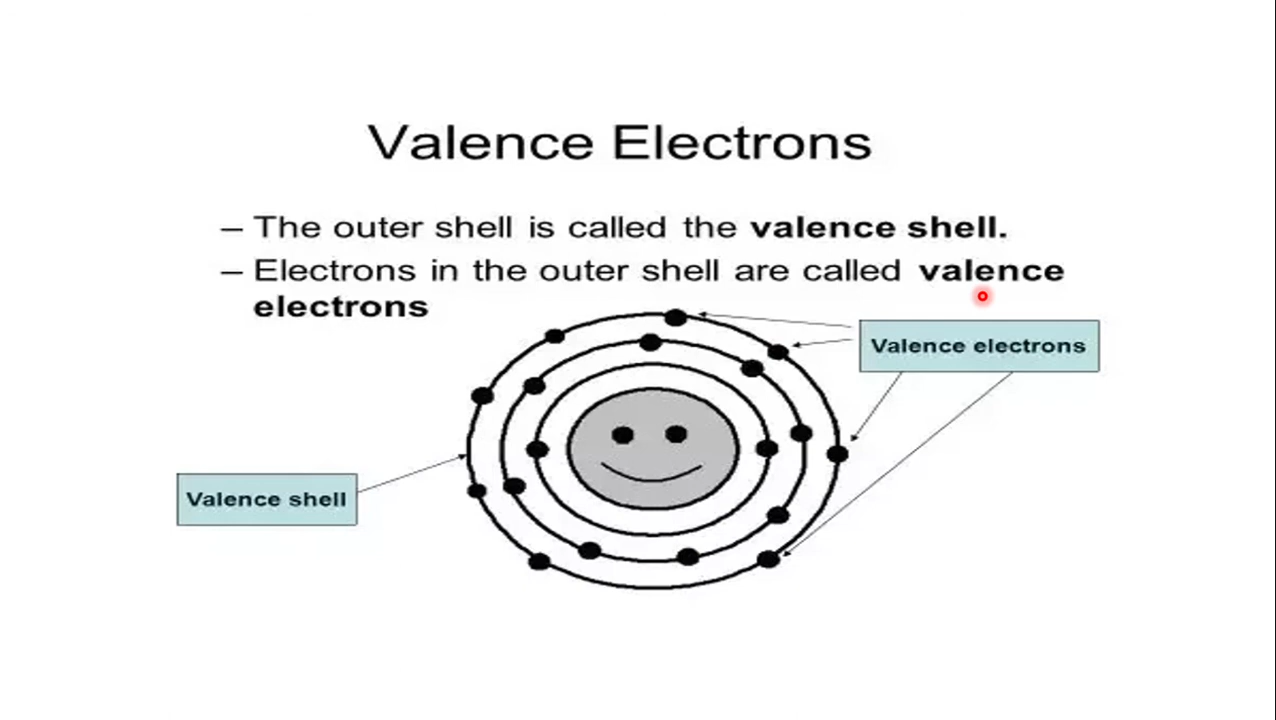 Valence Electrons
– The outer shell is called the valence shell.
– Electrons in the outer shell are called valence
electrons
Valence electrons
Valence shell